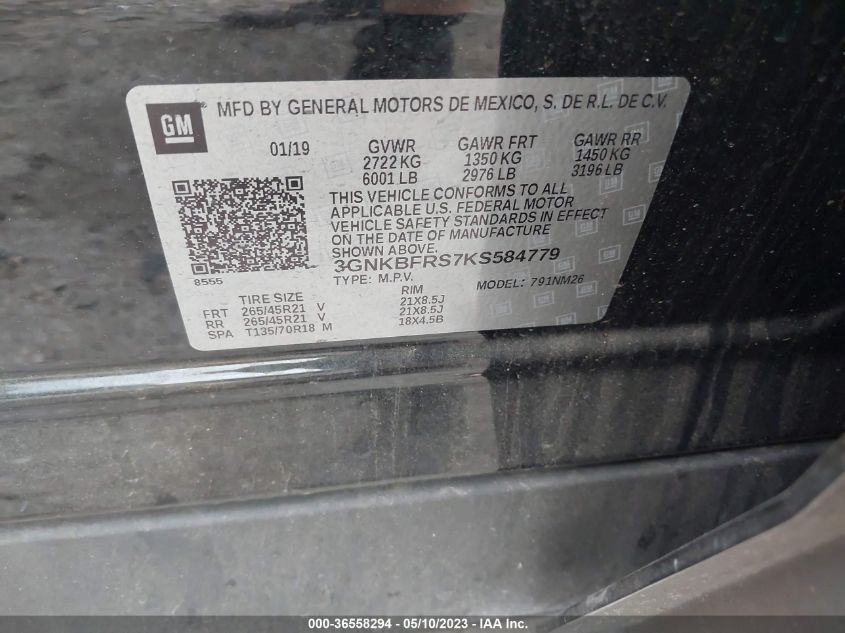 GM
MFD BY GENERAL MOTORS DE MEXICO, S. DE R.L. DE C.V.
01/19 GVWR GAWR FRT GAWR RR
2722 KG 1350 KG 1450 KG
6001 LB 2976 LB 3196 LB
THIS VEHICLE CONFORMS TO ALL
APPLICABLE U.S. FEDERAL MOTOR
VEHICLE SAFETY STANDARDS IN EFFECT
ON THE DATE OF MANUFACTURE
SHOWN ABOVE.
3GNKBFRS7KS584779
8555
TYPE: M.P.V. MODEL: 791NM26
TIRE SIZE RIM
FRT 265/45R21 V 21X8.5J
RR 265/45R21 V 21X8.5J
SPA T135/70R18 M 18X4.5B
000-36558294 - 05/10/2023 - IAA Inc.